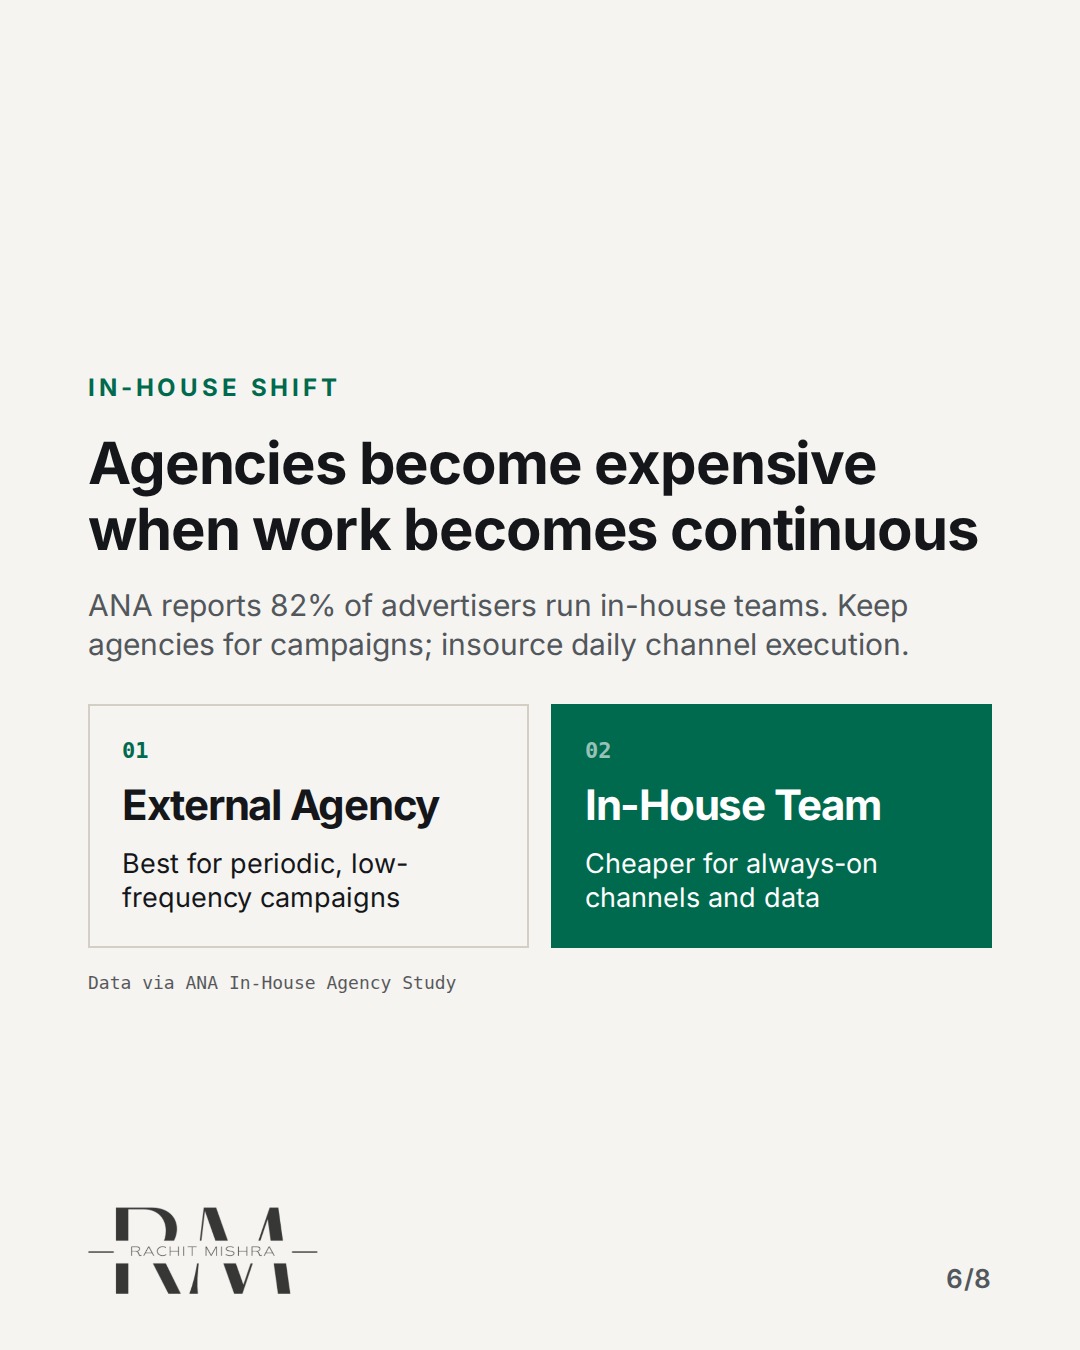 IN-HOUSE SHIFT
Agencies become expensive
when work becomes continuous
ANA reports 82% of advertisers run in-house teams. Keep
agencies for campaigns; insource daily channel execution.
01
External Agency
Best for periodic, low-
frequency campaigns
02
In-House Team
Cheaper for always-on
channels and data
Data via ANA In-House Agency Study
RM
RACHIT MISHRA
6/8